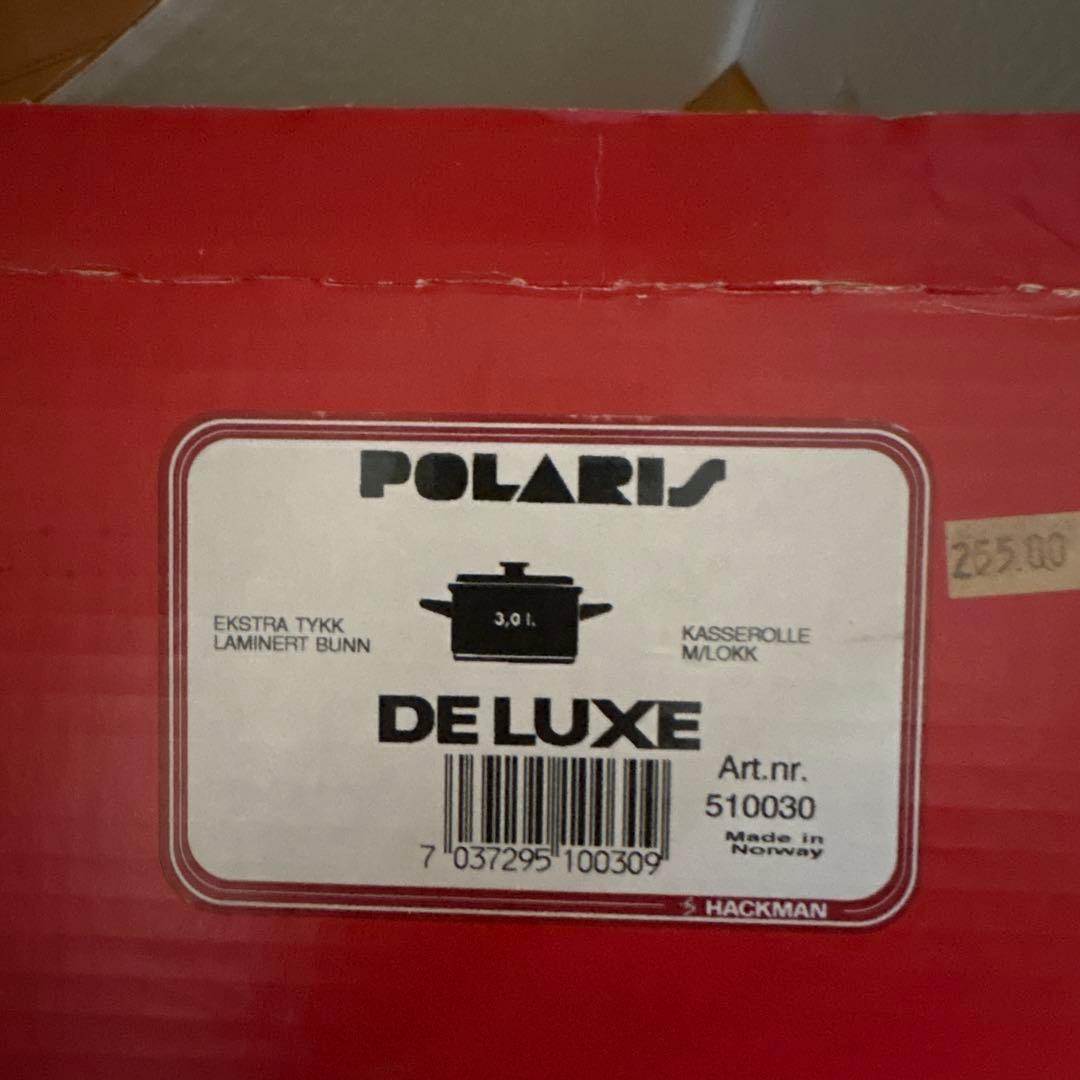 POLARIS
265.00
3,0 l.
EKSTRA TYKK
LAMINERT BUNN
KASSEROLLE
M/LOKK
DE LUXE
Art.nr.
510030
Made in
Norway
7 037295 100309
HACKMAN